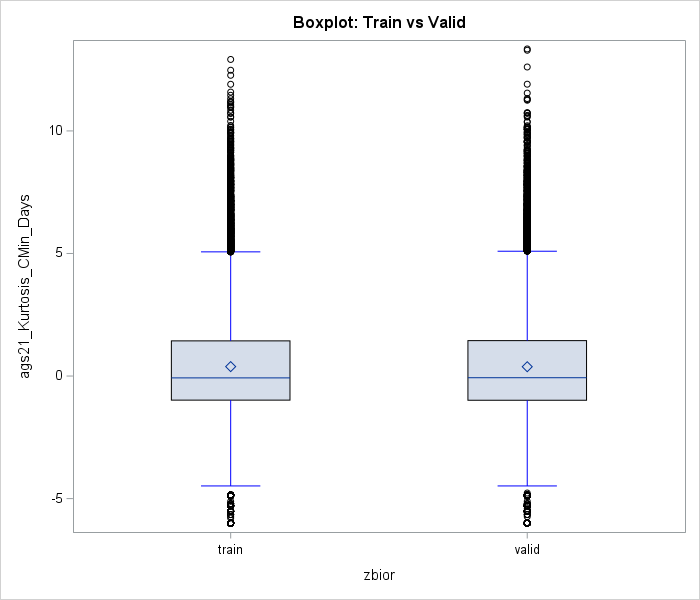 Boxplot: Train vs Valid
ags21_Kurtosis_CMin_Days
10
5
0
-5
train
valid
zbior